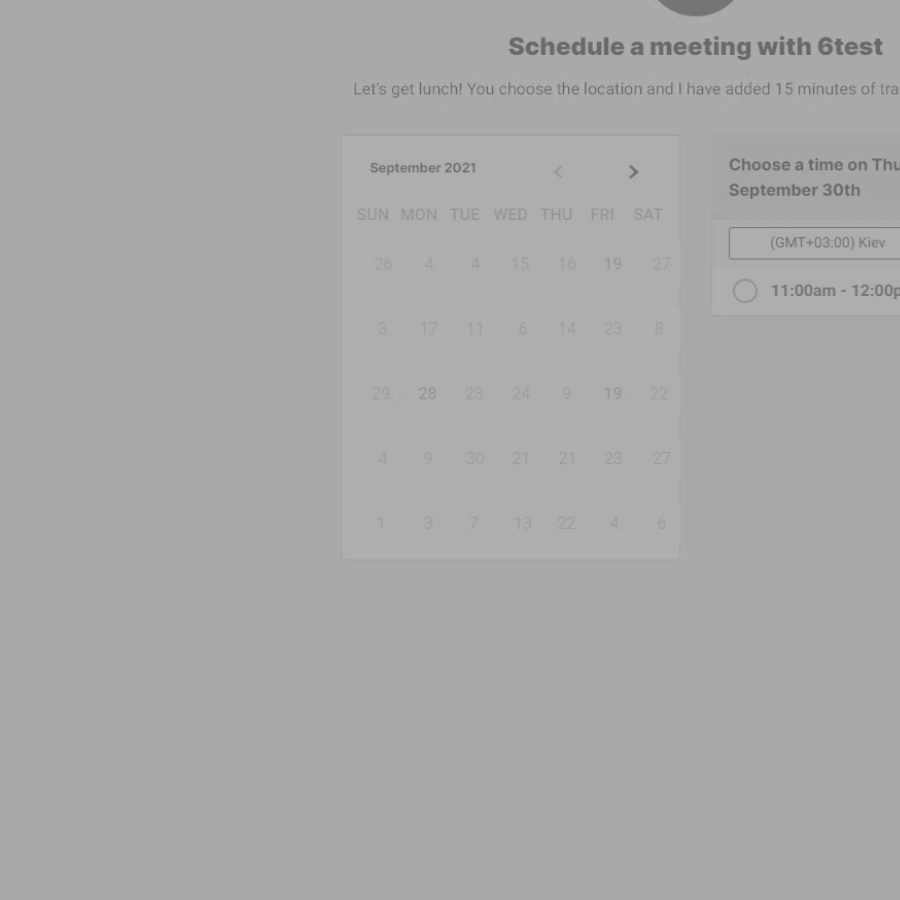 Schedule a meeting with 6test
Let's get lunch! You choose the location and I have added 15 minutes of tra
September 2021
SUN MON TUE WED THU FRI SAT
26 4 4 15 16 19 27
3 17 11 6 14 23 8
29 28 23 24 9 19 22
4 9 30 21 21 23 27
1 3 7 13 22 4 6
Choose a time on Thu
September 30th
(GMT+03:00) Kiev
11:00am - 12:00p